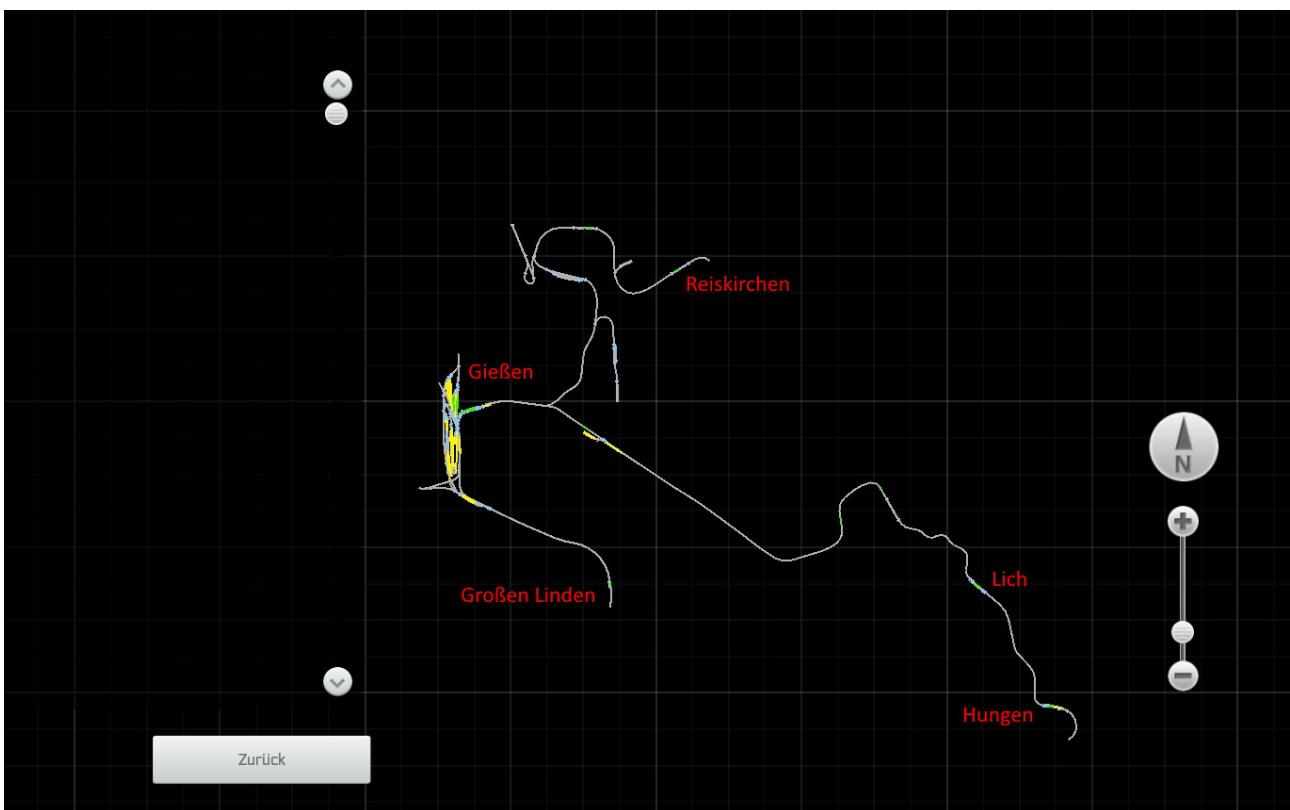 Reiskirchen
Gießen
N
Lich
Großen Linden
Hungen
Zurück